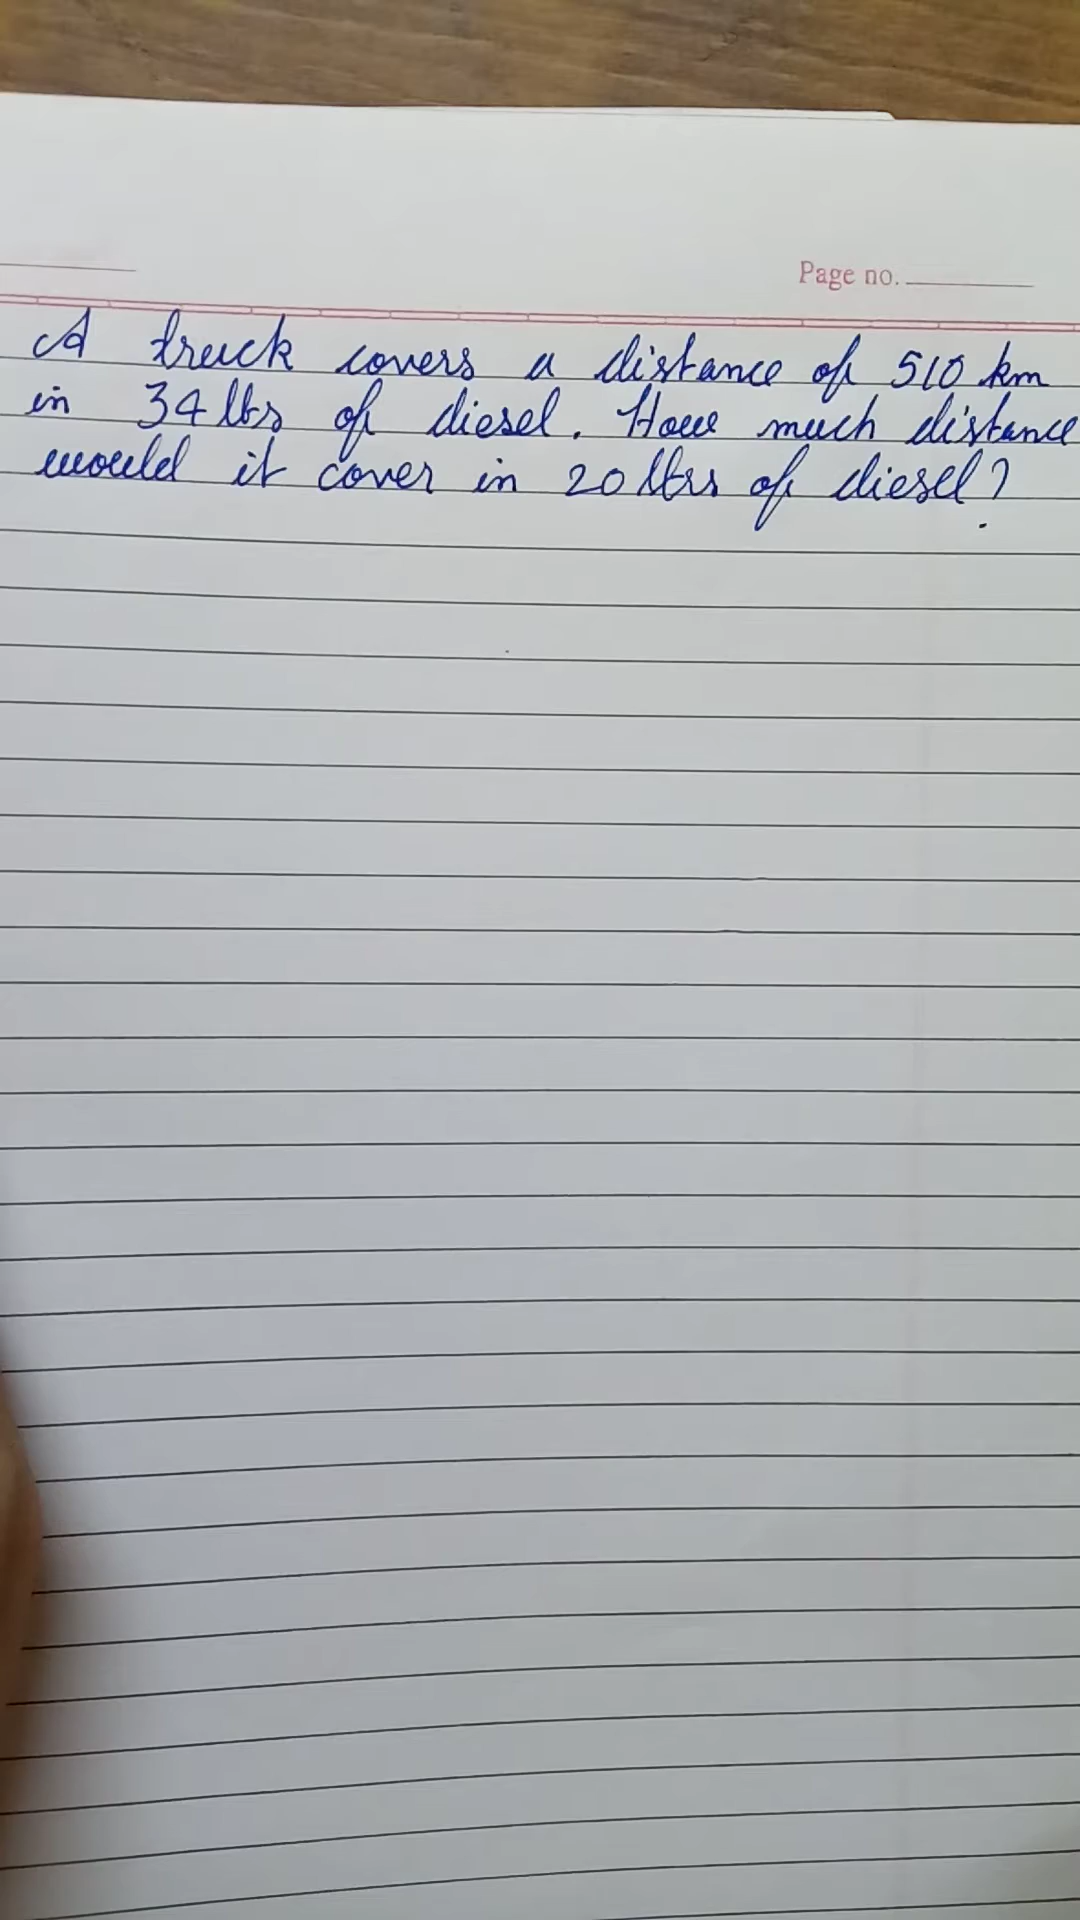 Page no.
A truck covers a distance of 510 km
in 34 ltrs of diesel. How much distance
would it cover in 20 ltrs of diesel?